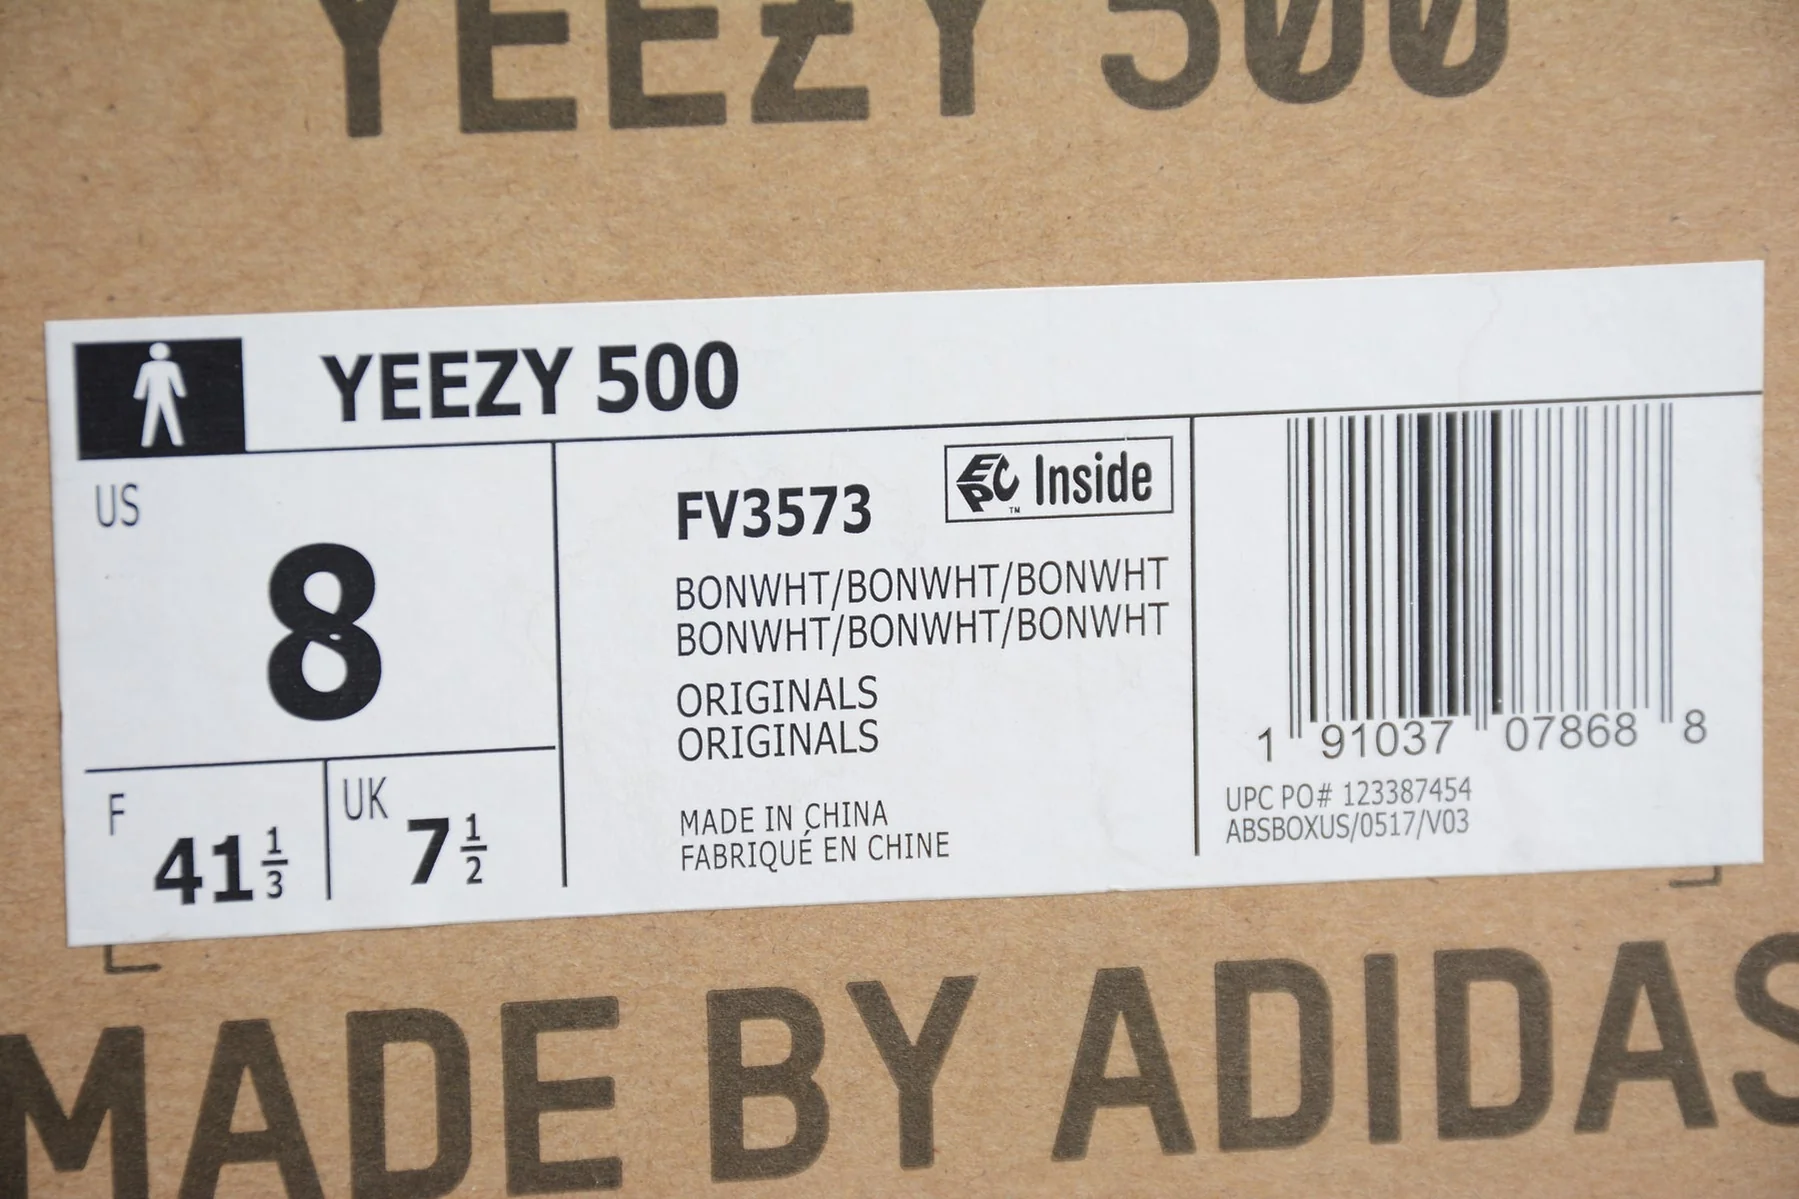 YEEZY 500
YEEZY 500
US
8
F
41 1/3
UK
7 1/2
FV3573
EPC Inside
TM
BONWHT/BONWHT/BONWHT
BONWHT/BONWHT/BONWHT
ORIGINALS
ORIGINALS
MADE IN CHINA
FABRIQUÉ EN CHINE
1 91037 07868 8
UPC PO# 123387454
ABSBOXUS/0517/V03
MADE BY ADIDAS